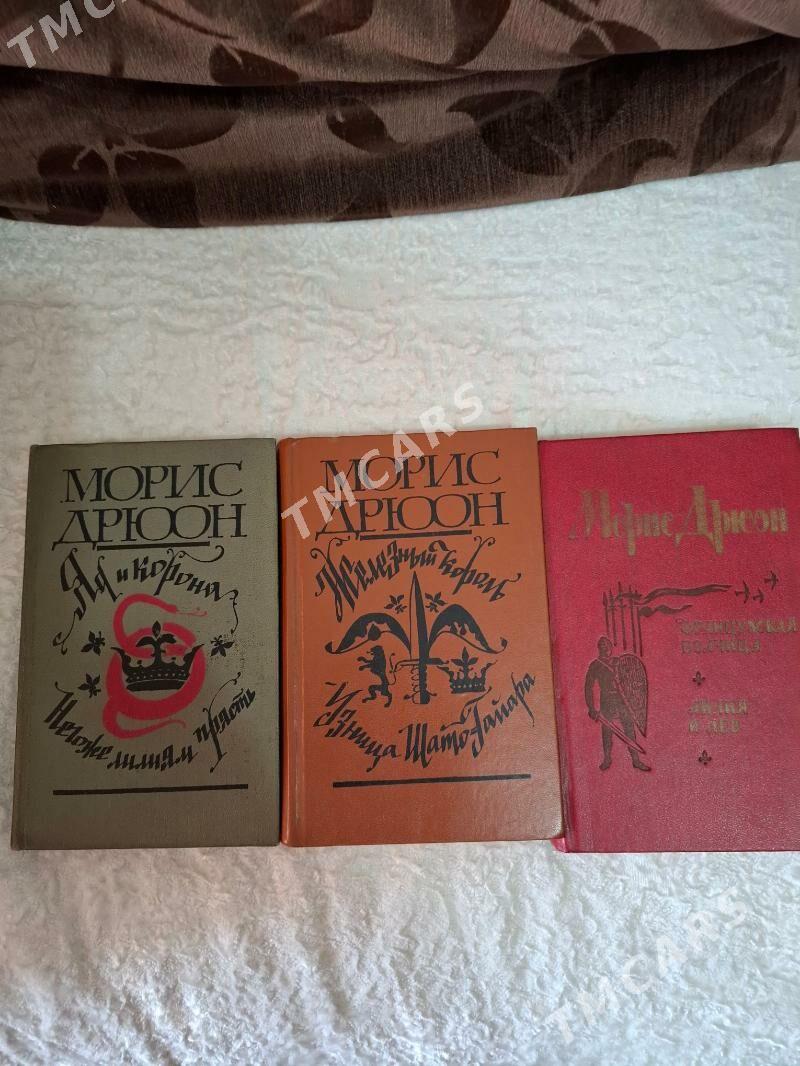 TMCARS
МОРИС
ДРЮОН
Яд и корона
Негоже лилиям прясть
TMCARS
МОРИС
ДРЮОН
Железный король
Узница Шато-Гайара
Морис Дрюон
ФРАНЦУЗСКАЯ
ВОЛЧИЦА
ЛИЛИЯ
И ЛЕВ
TMCARS